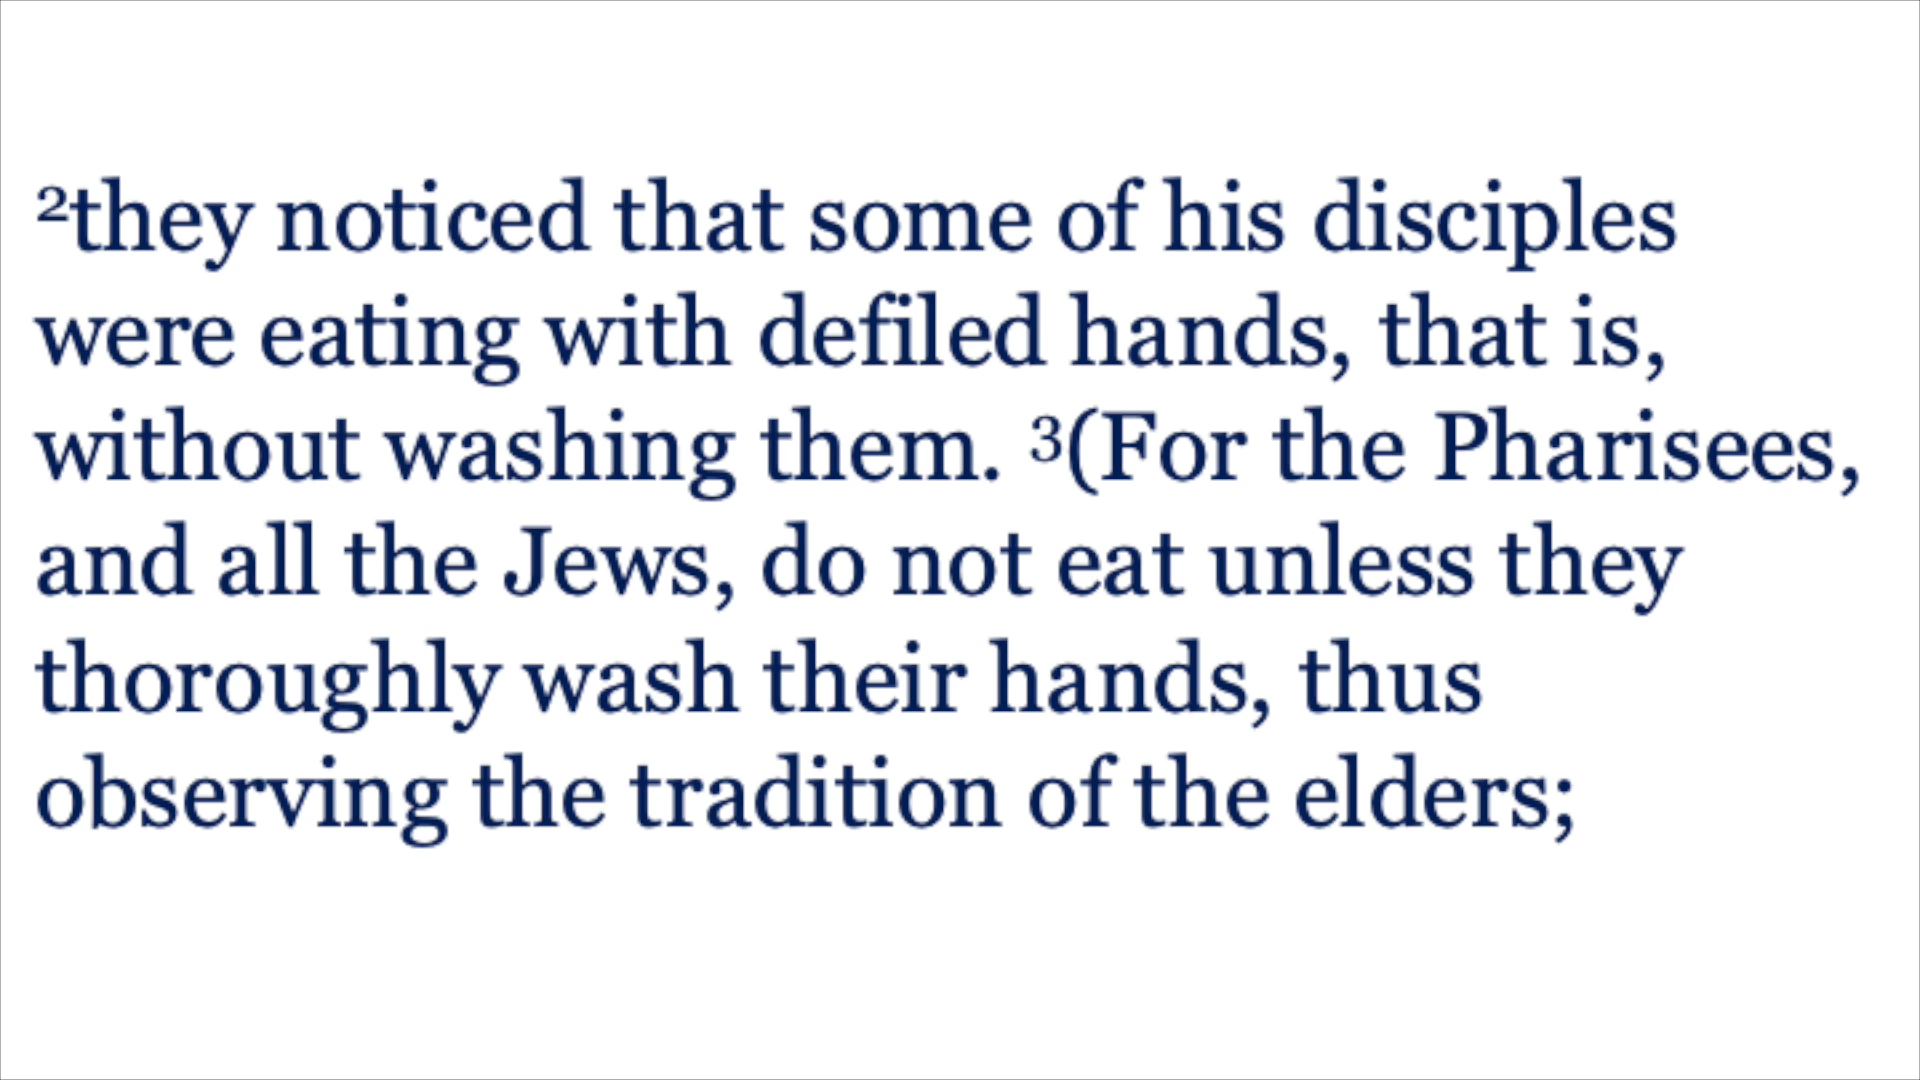 ²they noticed that some of his disciples
were eating with defiled hands, that is,
without washing them. ³(For the Pharisees,
and all the Jews, do not eat unless they
thoroughly wash their hands, thus
observing the tradition of the elders;